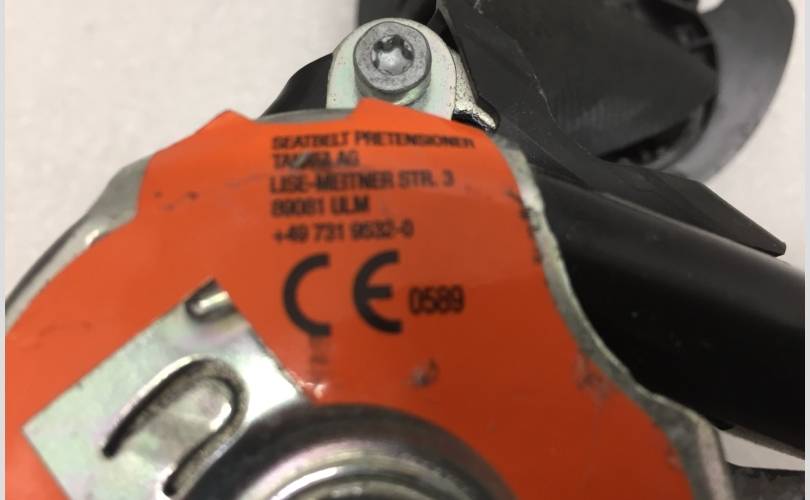 SEATBELT PRETENSIONER
AG
LISE-MEITNER STR. 3
89081 ULM
+49 731 9532-0
CE 0589